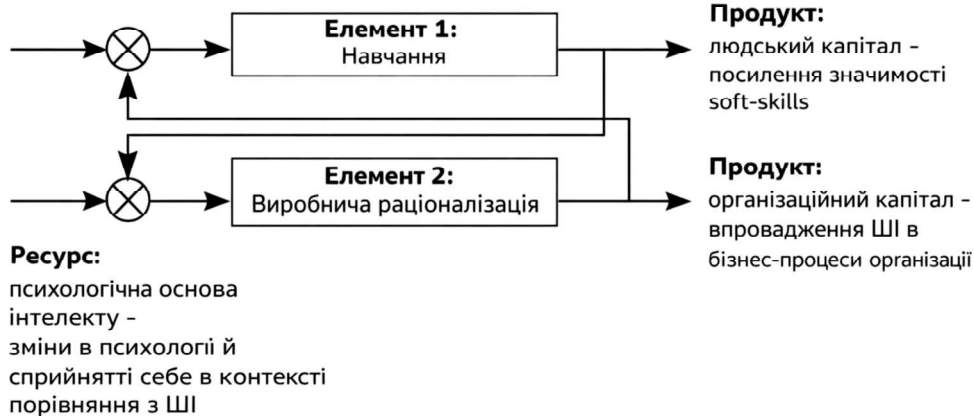 Елемент 1:
Навчання
Продукт:
людський капітал –
посилення значимості
soft-skills
Елемент 2:
Виробнича раціоналізація
Продукт:
організаційний капітал –
впровадження ШІ в
бізнес-процеси організації
Ресурс:
психологічна основа
інтелекту –
зміни в психології й
сприйнятті себе в контексті
порівняння з ШІ